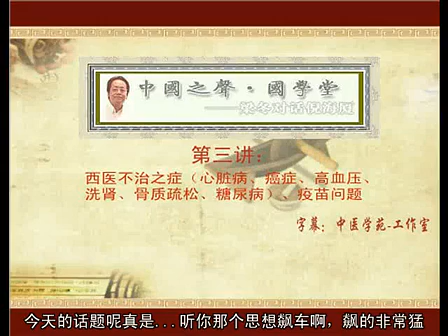 中國之聲·國學堂
——梁冬对话倪海厦
第三讲：
西医不治之症（心脏病、癌症、高血压、
洗肾、骨质疏松、糖尿病）、疫苗问题
字幕：中医学苑-工作室
今天的话题呢真是...听你那个思想飙车啊，飙的非常猛